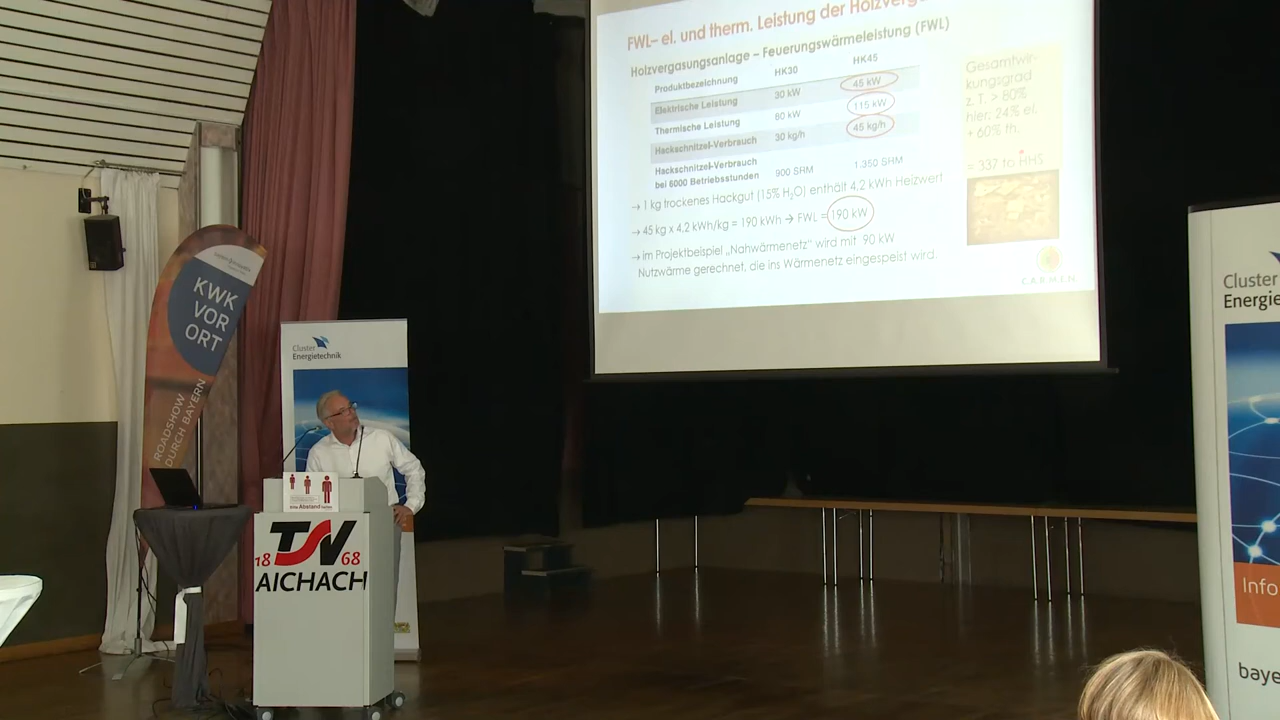 FWL– el. und therm. Leistung der
Holzvergasungsanlage – Feuerungswärmeleistung (FWL)
Produktbezeichnung HK30 HK45
Elektrische Leistung 30 kW 45 kW
Thermische Leistung 80 kW 115 kW
Hackschnitzel-Verbrauch 30 kg/h 45 kg/h
Hackschnitzel-Verbrauch
bei 6000 Betriebsstunden 900 SRM 1.350 SHM
→ 1 kg trockenes Hackgut (15% H₂O) enthält 4,2 kWh Heizwert
→ 45 kg x 4,2 kWh/kg = 190 kWh → FWL = 190 kW
→ im Projektbeispiel „Nahwärmenetz" wird mit 90 kW
Nutzwärme gerechnet, die ins Wärmenetz eingespeist wird.
Gesamtwir-
kungsgrad
z. T. > 80%
hier: 24% el.
+ 60% th.
= 337 to HHS
C.A.R.M.E.N.
KWK
VOR
ORT
ROADSHOW
DURCH BAYERN
Cluster
Energietechnik
Abstand
TSV
1868
AICHACH
Cluster
Energie
Info
baye